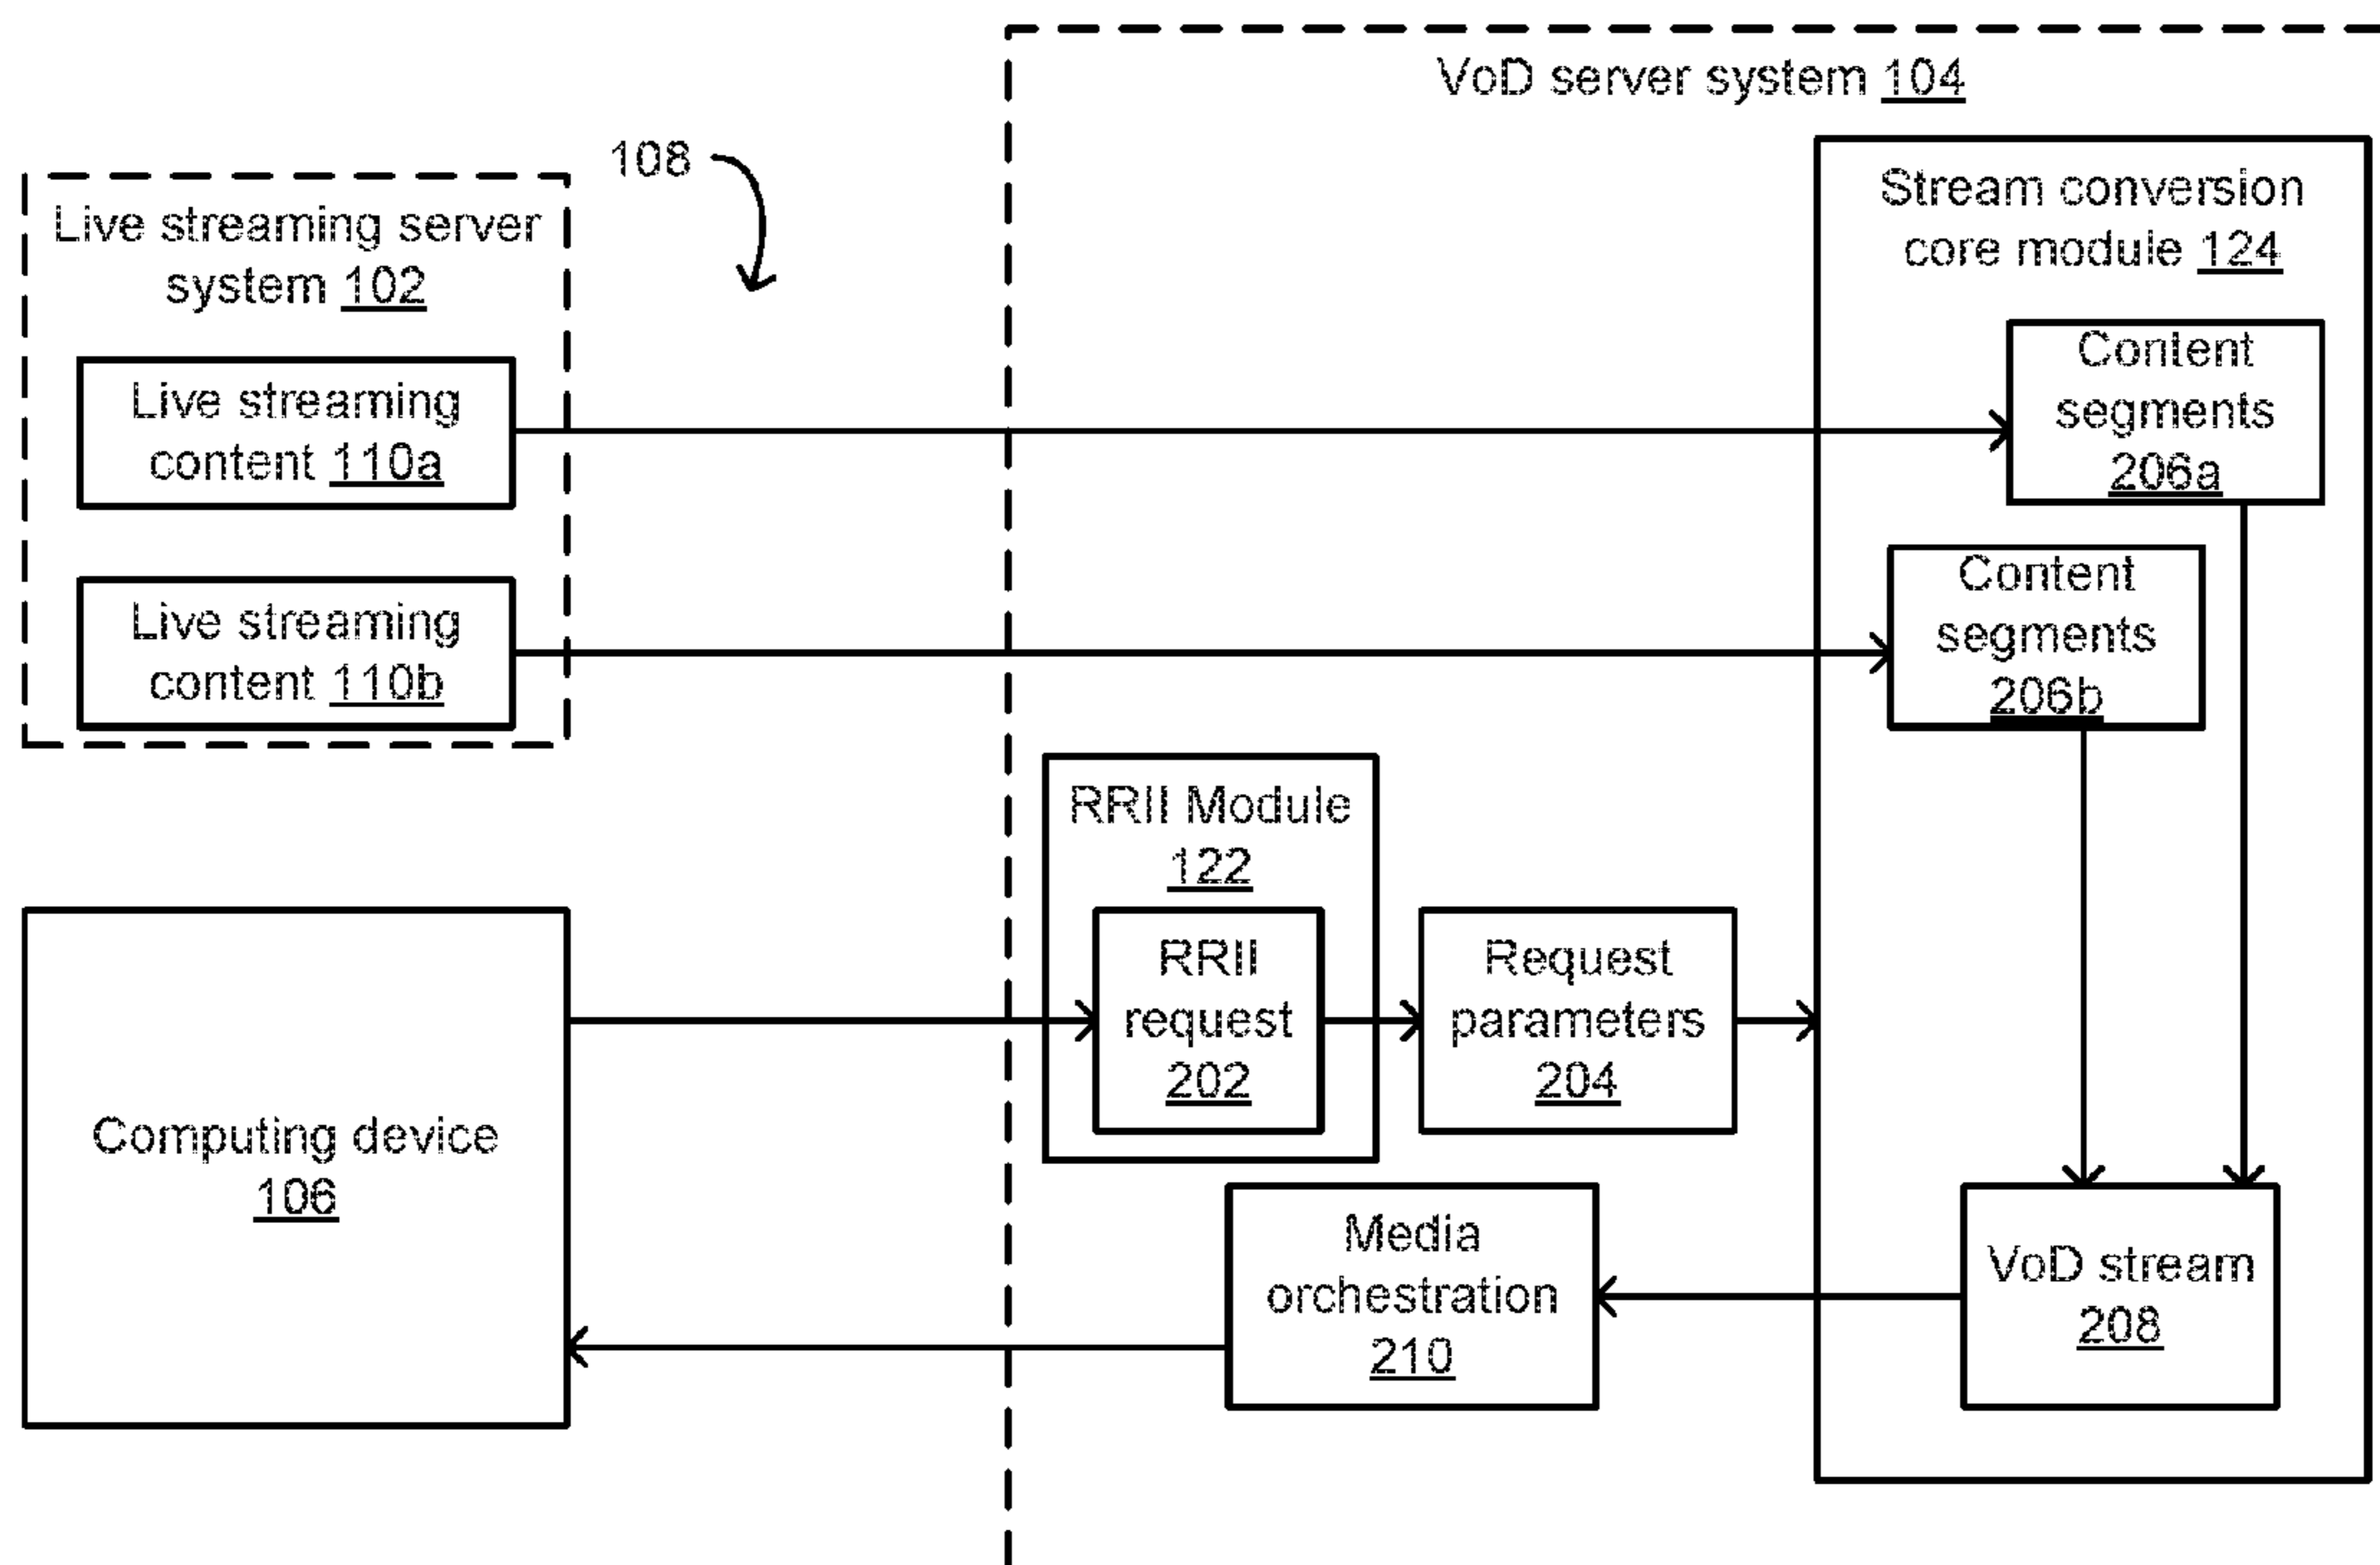 VoD server system 104
108
Live streaming server
system 102
Live streaming
content 110a
Live streaming
content 110b
Stream conversion
core module 124
Content
segments
206a
Content
segments
206b
RRII Module
122
RRII
request
202
Request
parameters
204
Computing device
106
Media
orchestration
210
VoD stream
208